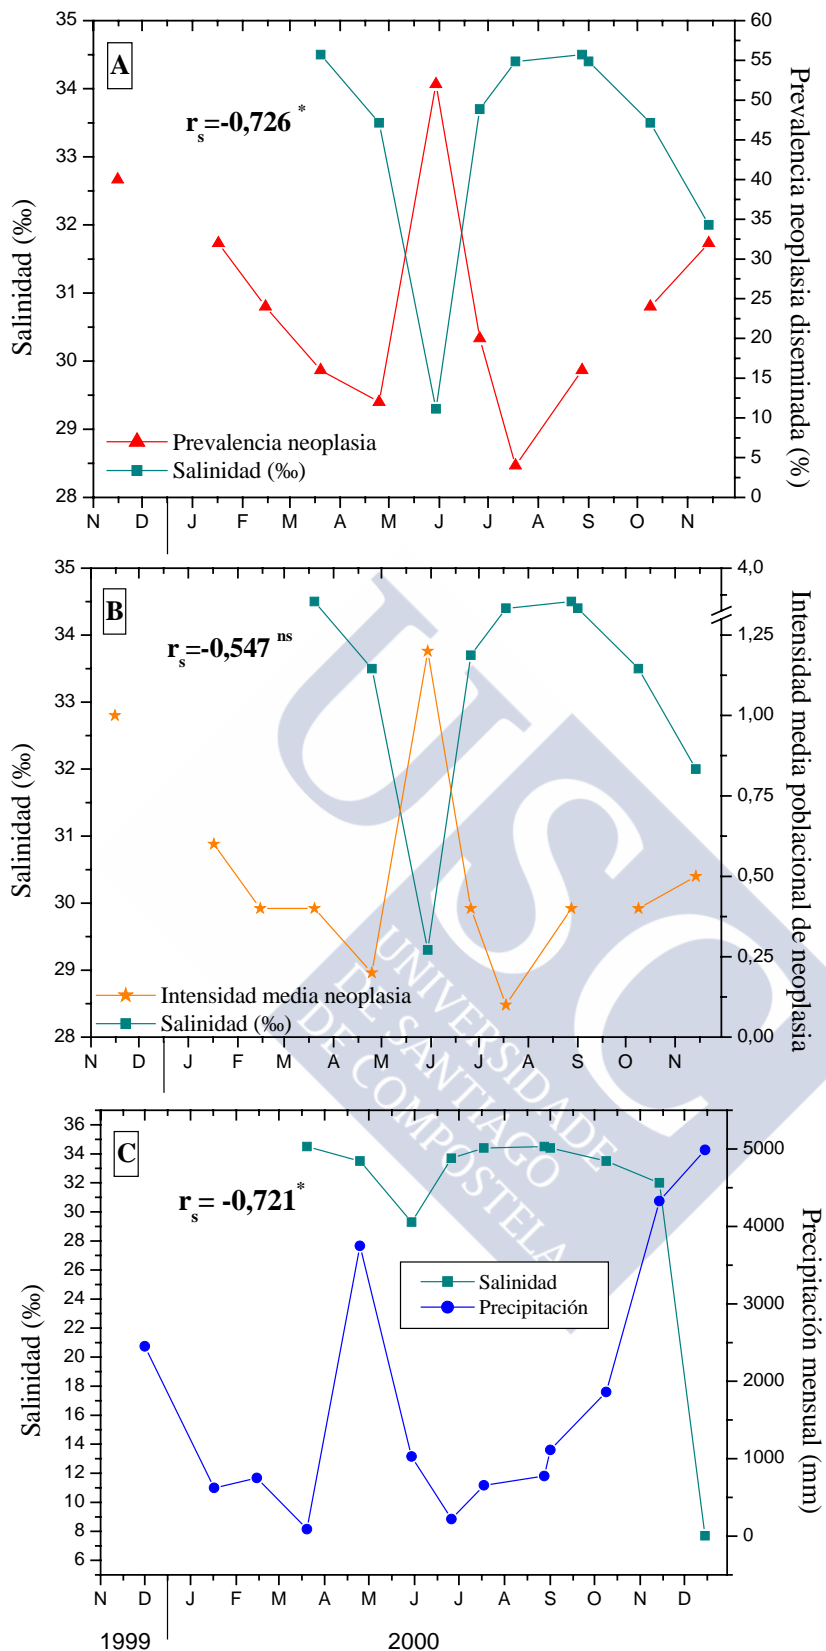 A
r_s=-0,726 *
Salinidad (‰)
35
34
33
32
31
30
29
28
60
55
50
45
40
35
30
25
20
15
10
5
0
Prevalencia neoplasia diseminada (%)
Prevalencia neoplasia
Salinidad (‰)
N D J F M A M J J A S O N
B
r_s=-0,547 ns
Salinidad (‰)
35
34
33
32
31
30
29
28
4,0
1,25
1,00
0,75
0,50
0,25
0,00
Intensidad media poblacional de neoplasia
Intensidad media neoplasia
Salinidad (‰)
N D J F M A M J J A S O N
C
r_s= -0,721*
Salinidad (‰)
36
34
32
30
28
26
24
22
20
18
16
14
12
10
8
6
5000
4000
3000
2000
1000
0
Precipitación mensual (mm)
Salinidad
Precipitación
N D J F M A M J J A S O N D
1999 2000
USC
UNIVERSIDADE
DE SANTIAGO
DE COMPOSTELA